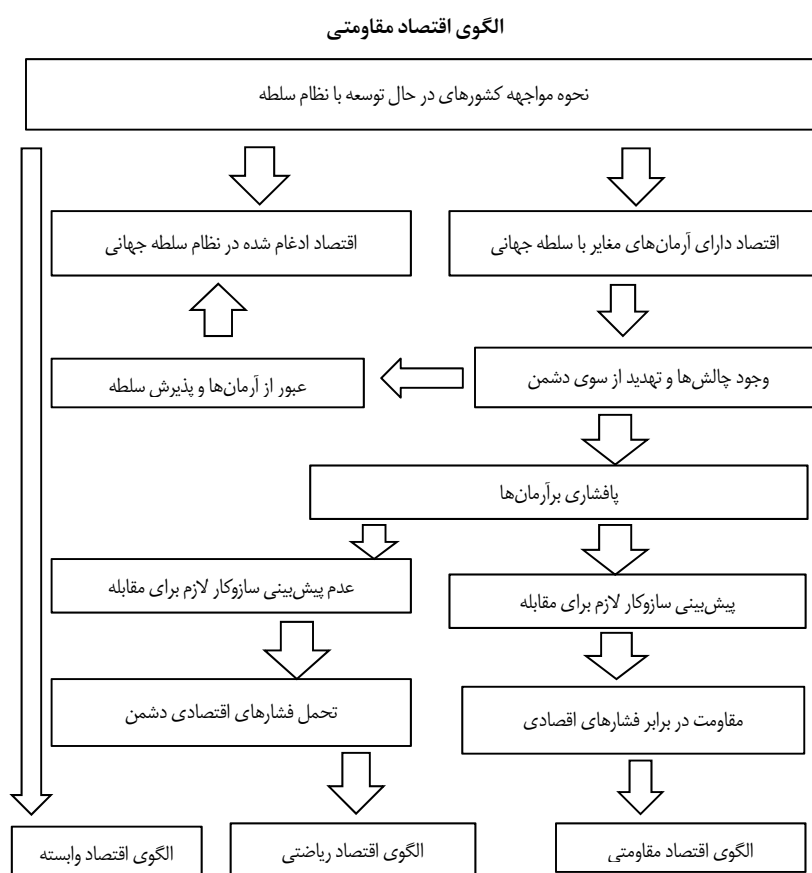 الگوی اقتصاد مقاومتی
نحوه مواجهه کشورهای در حال توسعه با نظام سلطه
اقتصاد دارای آرمان‌های مغایر با سلطه جهانی
اقتصاد ادغام شده در نظام سلطه جهانی
وجود چالش‌ها و تهدید از سوی دشمن
عبور از آرمان‌ها و پذیرش سلطه
پافشاری برآرمان‌ها
پیش‌بینی سازوکار لازم برای مقابله
عدم پیش‌بینی سازوکار لازم برای مقابله
مقاومت در برابر فشارهای اقصادی
تحمل فشارهای اقتصادی دشمن
الگوی اقتصاد مقاومتی
الگوی اقتصاد ریاضتی
الگوی اقتصاد وابسته